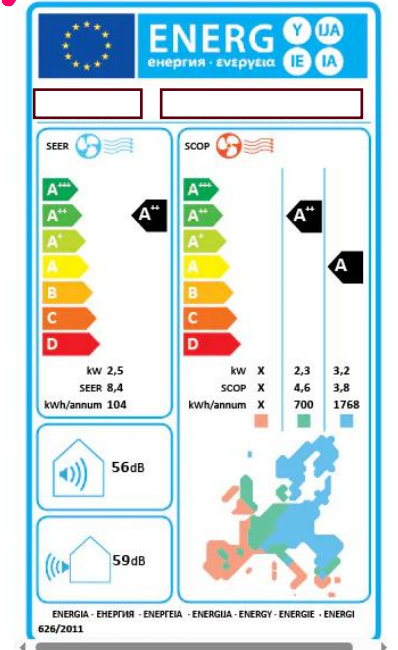 ENERG Y IJA
енергия · ενεργεια IE IA
SEER
A+++
A++
A+
A
B
C
D
A++
kW 2,5
SEER 8,4
kWh/annum 104
SCOP
A+++
A++
A+
A
B
C
D
A++
A
kW X 2,3 3,2
SCOP X 4,6 3,8
kWh/annum X 700 1768
56dB
59dB
ENERGIA - ЕНЕРГИЯ - ΕΝΕΡΓΕΙΑ - ENERGIJA - ENERGY - ENERGIE - ENERGI
626/2011